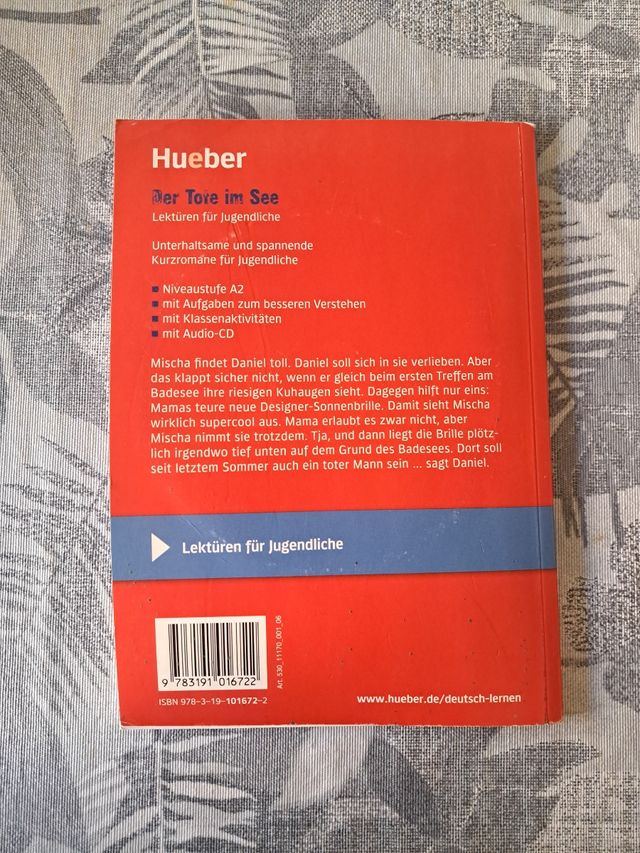 Hueber
Der Tote im See
Lektüren für Jugendliche
Unterhaltsame und spannende
Kurzromane für Jugendliche
■ Niveaustufe A2
■ mit Aufgaben zum besseren Verstehen
■ mit Klassenaktivitäten
■ mit Audio-CD
Mischa findet Daniel toll. Daniel soll sich in sie verlieben. Aber
das klappt sicher nicht, wenn er gleich beim ersten Treffen am
Badesee ihre riesigen Kuhaugen sieht. Dagegen hilft nur eins:
Mamas teure neue Designer-Sonnenbrille. Damit sieht Mischa
wirklich supercool aus. Mama erlaubt es zwar nicht, aber
Mischa nimmt sie trotzdem. Tja, und dann liegt die Brille plötz-
lich irgendwo tief unten auf dem Grund des Badesees. Dort soll
seit letztem Sommer auch ein toter Mann sein ... sagt Daniel.
Lektüren für Jugendliche
9 783191 016722
ISBN 978-3-19-101672-2
Art. 530_11170_001_06
www.hueber.de/deutsch-lernen